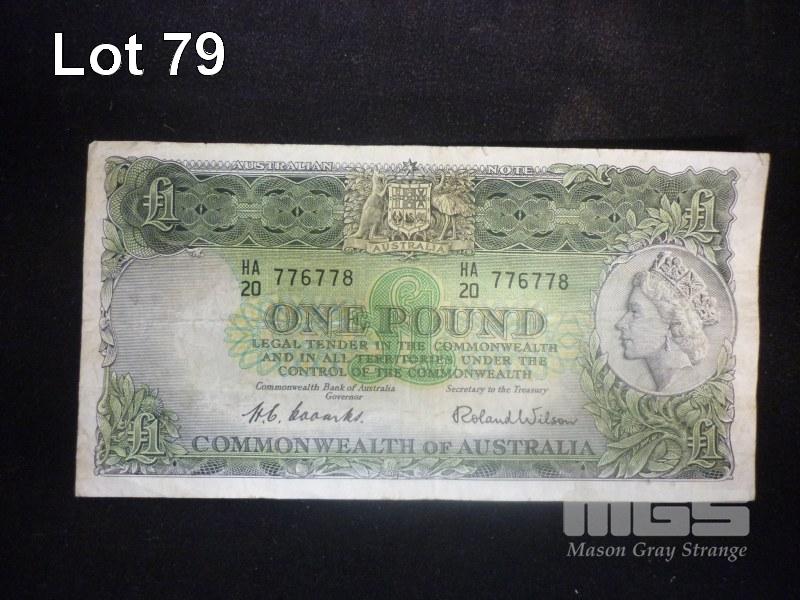 Lot 79
AUSTRALIAN NOTE
£1 £1
AUSTRALIA
HA 20 776778 HA 20 776778
ONE POUND
LEGAL TENDER IN THE COMMONWEALTH
AND IN ALL TERRITORIES UNDER THE
CONTROL OF THE COMMONWEALTH
Commonwealth Bank of Australia Secretary to the Treasury
Governor
H.C. Coombs. Roland Wilson
£1 £1
COMMONWEALTH OF AUSTRALIA
MGS
Mason Gray Strange